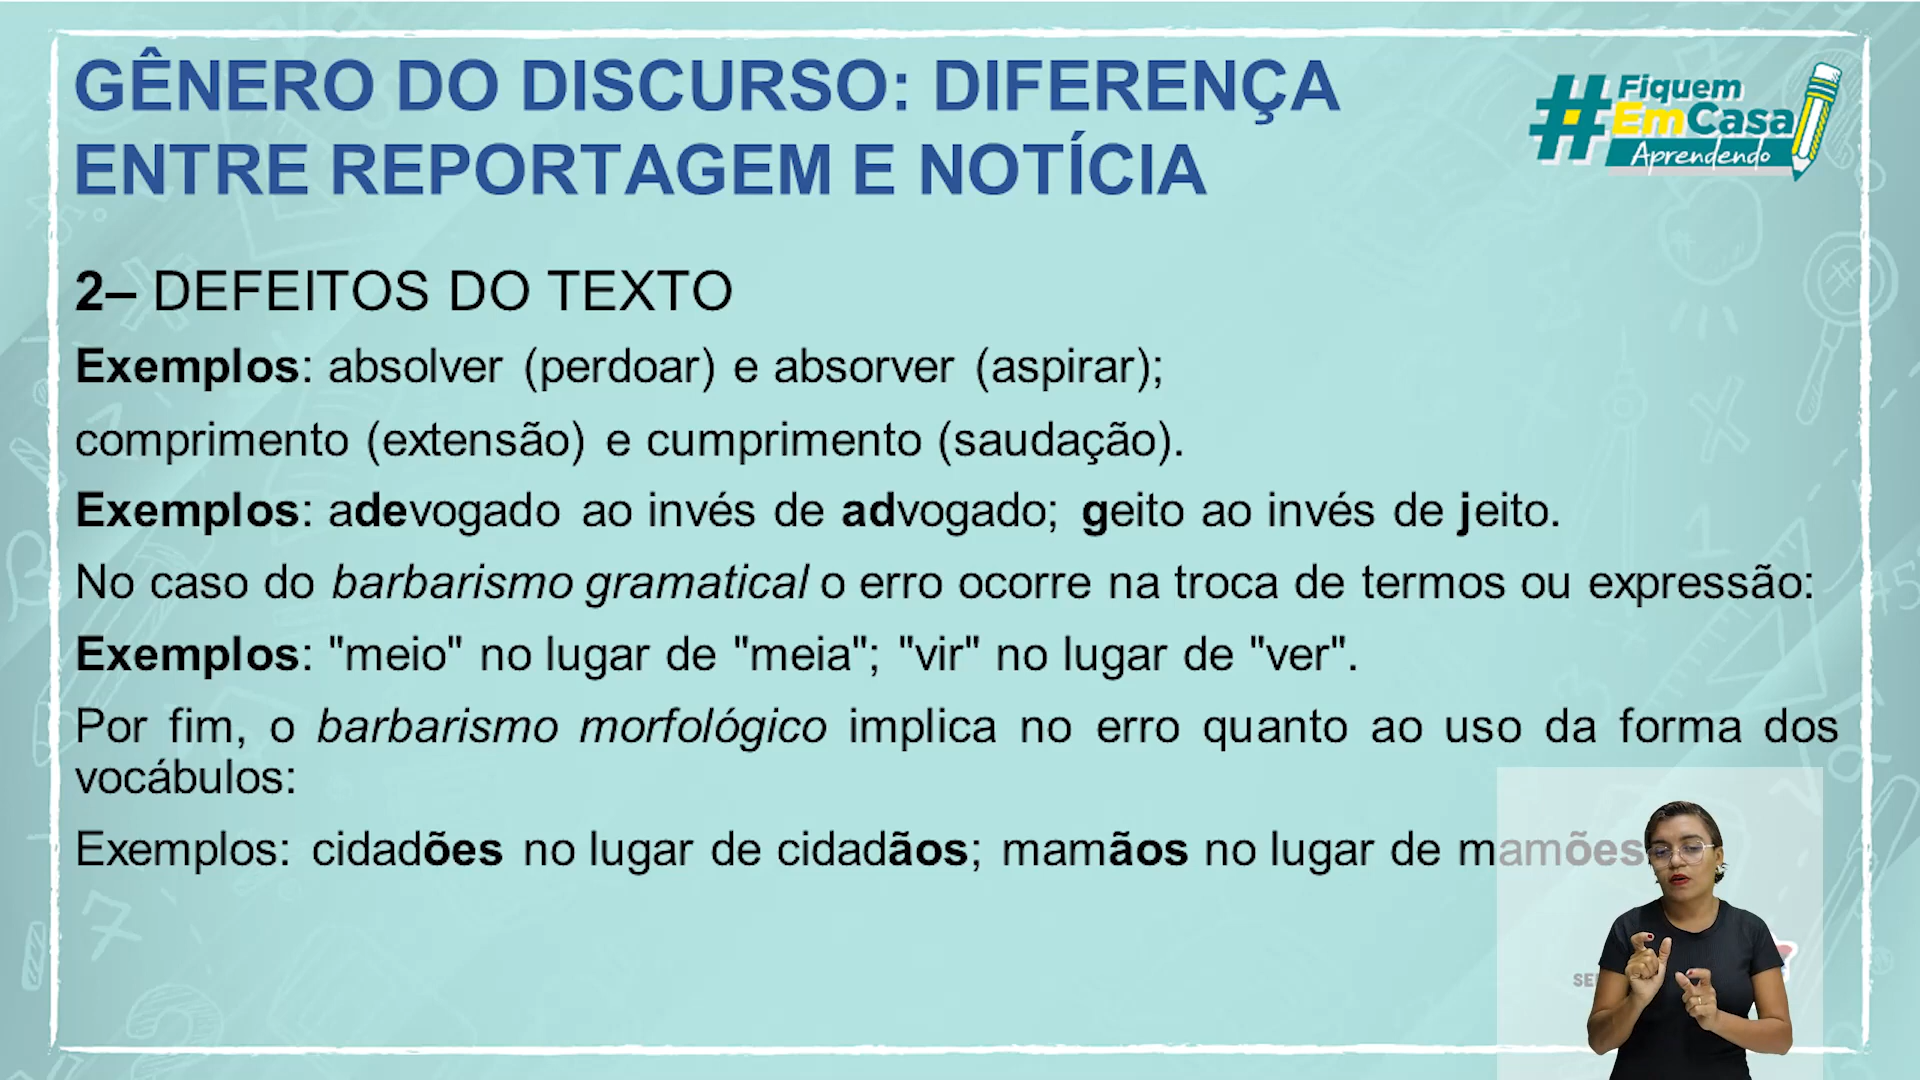 GÊNERO DO DISCURSO: DIFERENÇA
ENTRE REPORTAGEM E NOTÍCIA
#Fiquem
EmCasa
Aprendendo
2– DEFEITOS DO TEXTO
Exemplos: absolver (perdoar) e absorver (aspirar);
comprimento (extensão) e cumprimento (saudação).
Exemplos: adevogado ao invés de advogado; geito ao invés de jeito.
No caso do barbarismo gramatical o erro ocorre na troca de termos ou expressão:
Exemplos: "meio" no lugar de "meia"; "vir" no lugar de "ver".
Por fim, o barbarismo morfológico implica no erro quanto ao uso da forma dos
vocábulos:
Exemplos: cidadões no lugar de cidadãos; mamãos no lugar de mamões